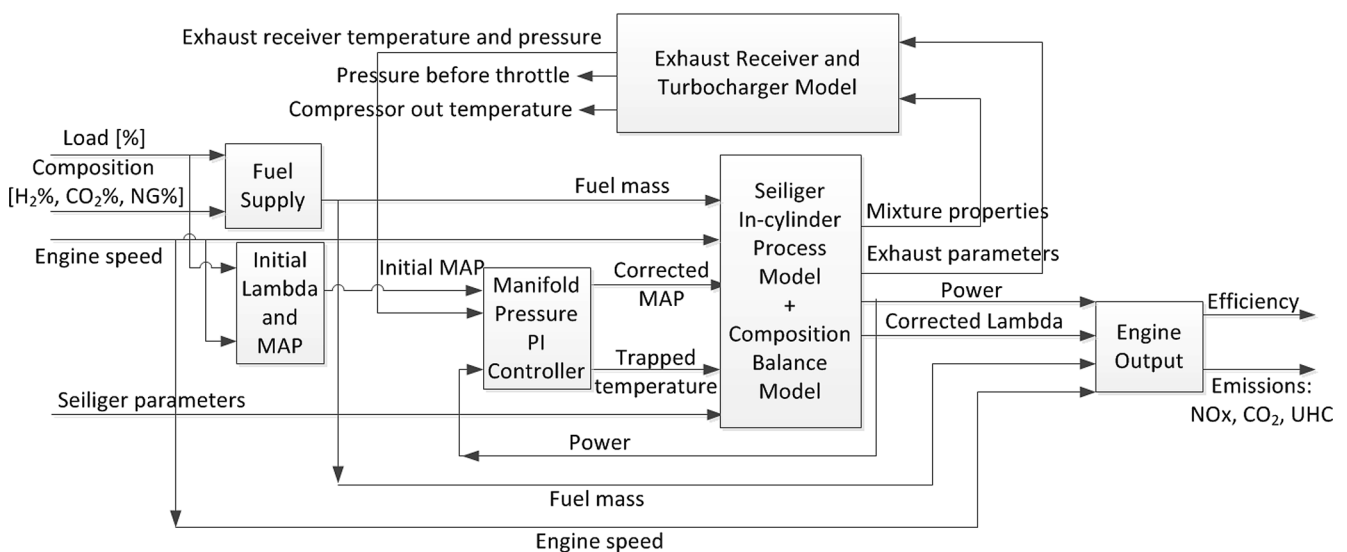 Exhaust receiver temperature and pressure
Pressure before throttle
Compressor out temperature
Exhaust Receiver and
Turbocharger Model
Load [%]
Composition
[H₂%, CO₂%, NG%]
Engine speed
Fuel
Supply
Fuel mass
Initial
Lambda
and
MAP
Initial MAP
Manifold
Pressure
PI
Controller
Corrected
MAP
Trapped
temperature
Seiliger parameters
Seiliger
In-cylinder
Process
Model
+
Composition
Balance
Model
Mixture properties
Exhaust parameters
Power
Corrected Lambda
Engine
Output
Efficiency
Emissions:
NOx, CO₂, UHC
Power
Fuel mass
Engine speed